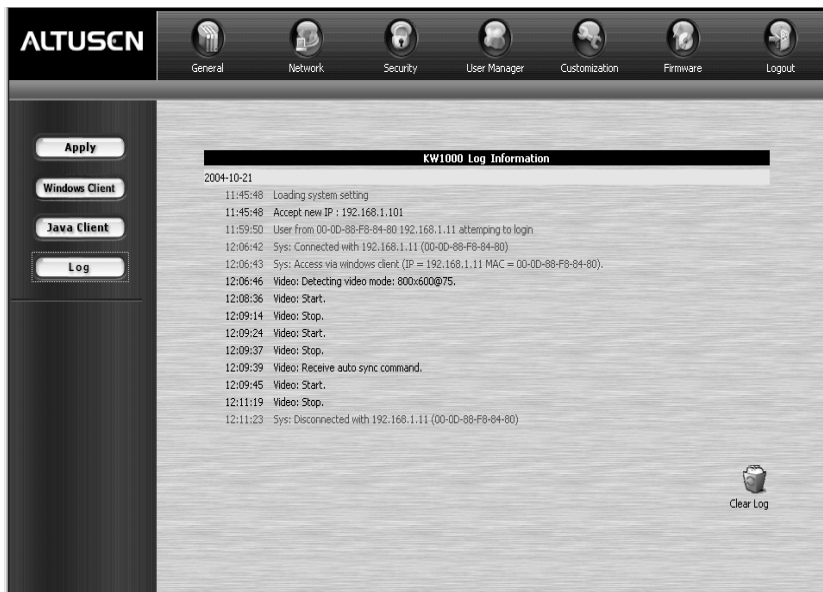 ALTUSEN
General
Network
Security
User Manager
Customization
Firmware
Logout
Apply
Windows Client
Java Client
Log
KW1000 Log Information
2004-10-21
11:45:48 Loading system setting
11:45:48 Accept new IP : 192.168.1.101
11:59:50 User from 00-0D-88-F8-84-80 192.168.1.11 attemping to login
12:06:42 Sys: Connected with 192.168.1.11 (00-0D-88-F8-84-80)
12:06:43 Sys: Access via windows client (IP = 192.168.1.11 MAC = 00-0D-88-F8-84-80).
12:06:46 Video: Detecting video mode: 800x600@75.
12:08:36 Video: Start.
12:09:14 Video: Stop.
12:09:24 Video: Start.
12:09:37 Video: Stop.
12:09:39 Video: Receive auto sync command.
12:09:45 Video: Start.
12:11:19 Video: Stop.
12:11:23 Sys: Disconnected with 192.168.1.11 (00-0D-88-F8-84-80)
Clear Log